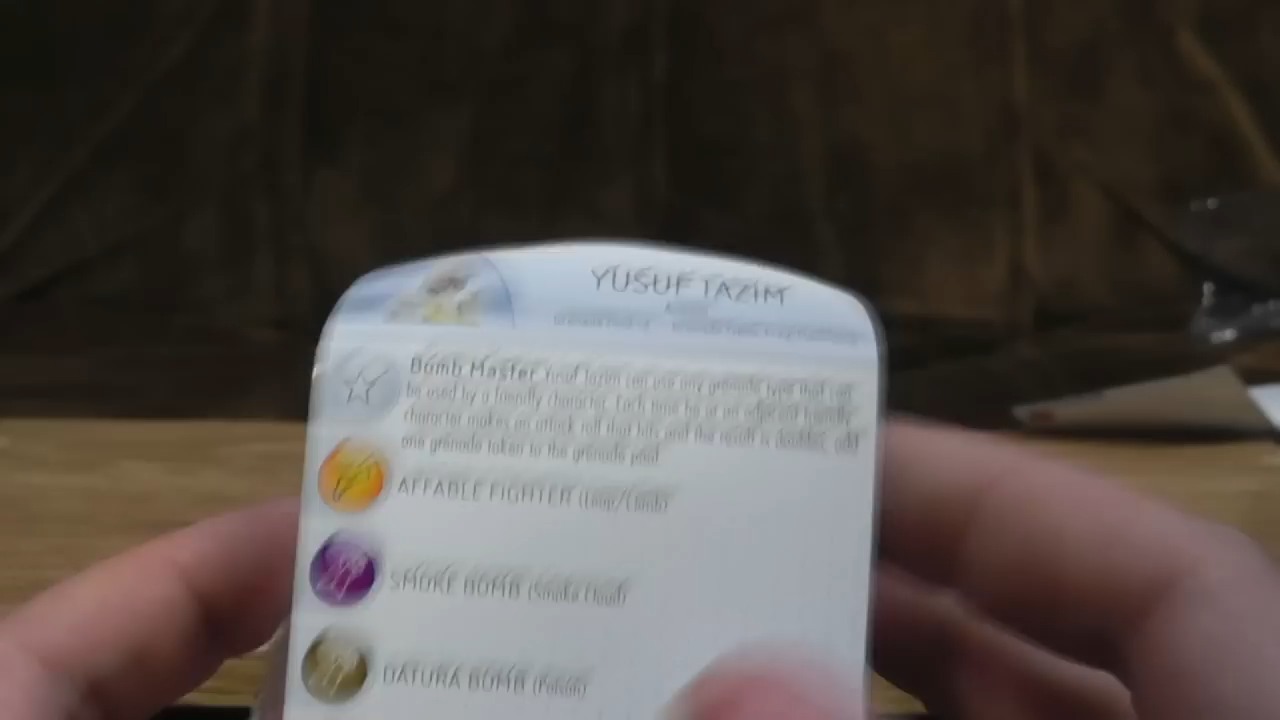 YUSUF TAZIM
Bomb Master Yusuf Tazim can use any grenade type that can
be used by a friendly character. Each time he or an adjacent friendly
character makes an attack roll that hits and the result is doubles, add
one grenade token to the grenade pool.
AFFABLE FIGHTER (Leap/Climb)
SMOKE BOMB (Smoke Cloud)
DATURA BOMB (Poison)